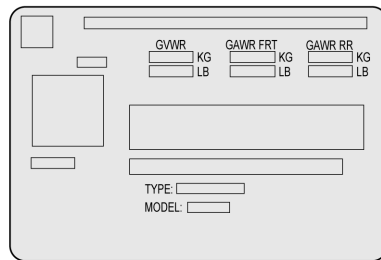 GVWR GAWR FRT GAWR RR
KG KG KG
LB LB LB
TYPE:
MODEL: